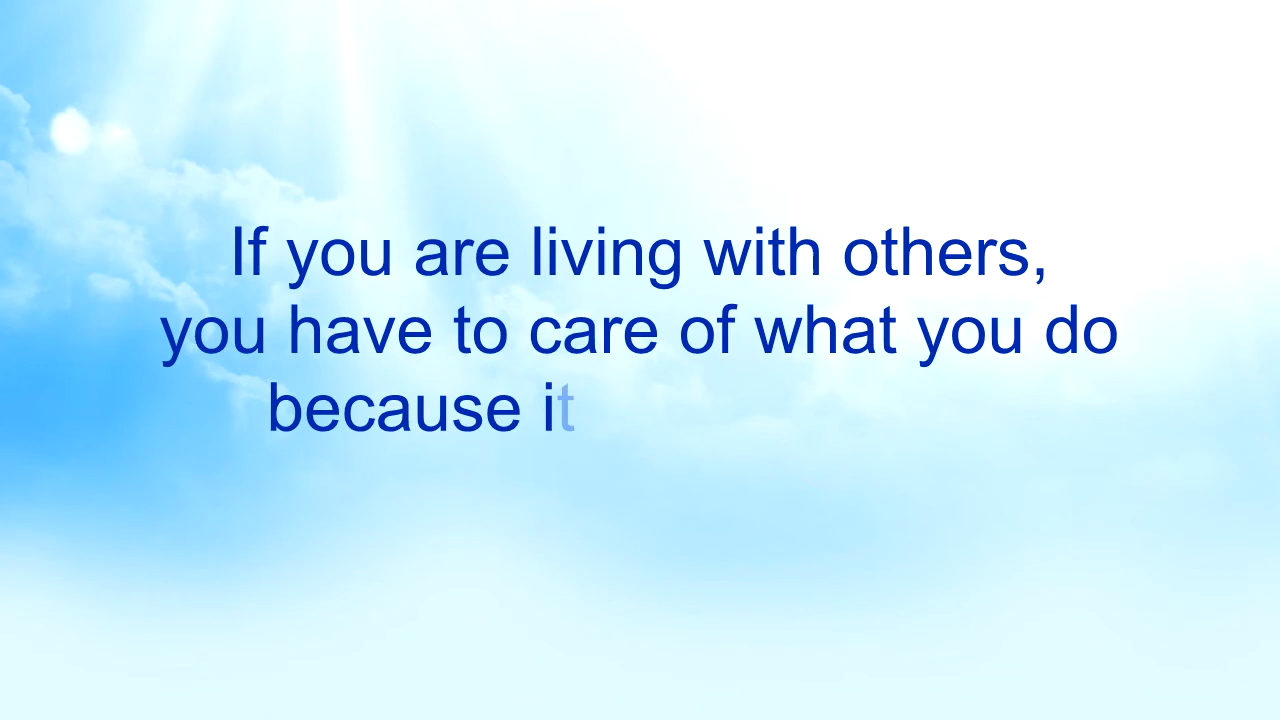 If you are living with others,
you have to care of what you do
because it